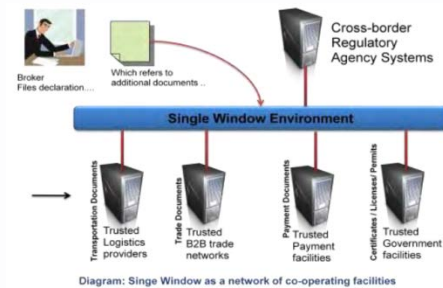 Cross-border
Regulatory
Agency Systems
Broker
Files declaration ...
Which refers to
additional documents ..
Single Window Environment
Transportation Documents
Trusted
Logistics
providers
Trade Documents
Trusted
B2B trade
networks
Payment Documents
Trusted
Payment
facilities
Certificates / Licenses/ Permits
Trusted
Government
facilities
Diagram: Singe Window as a network of co-operating facilities